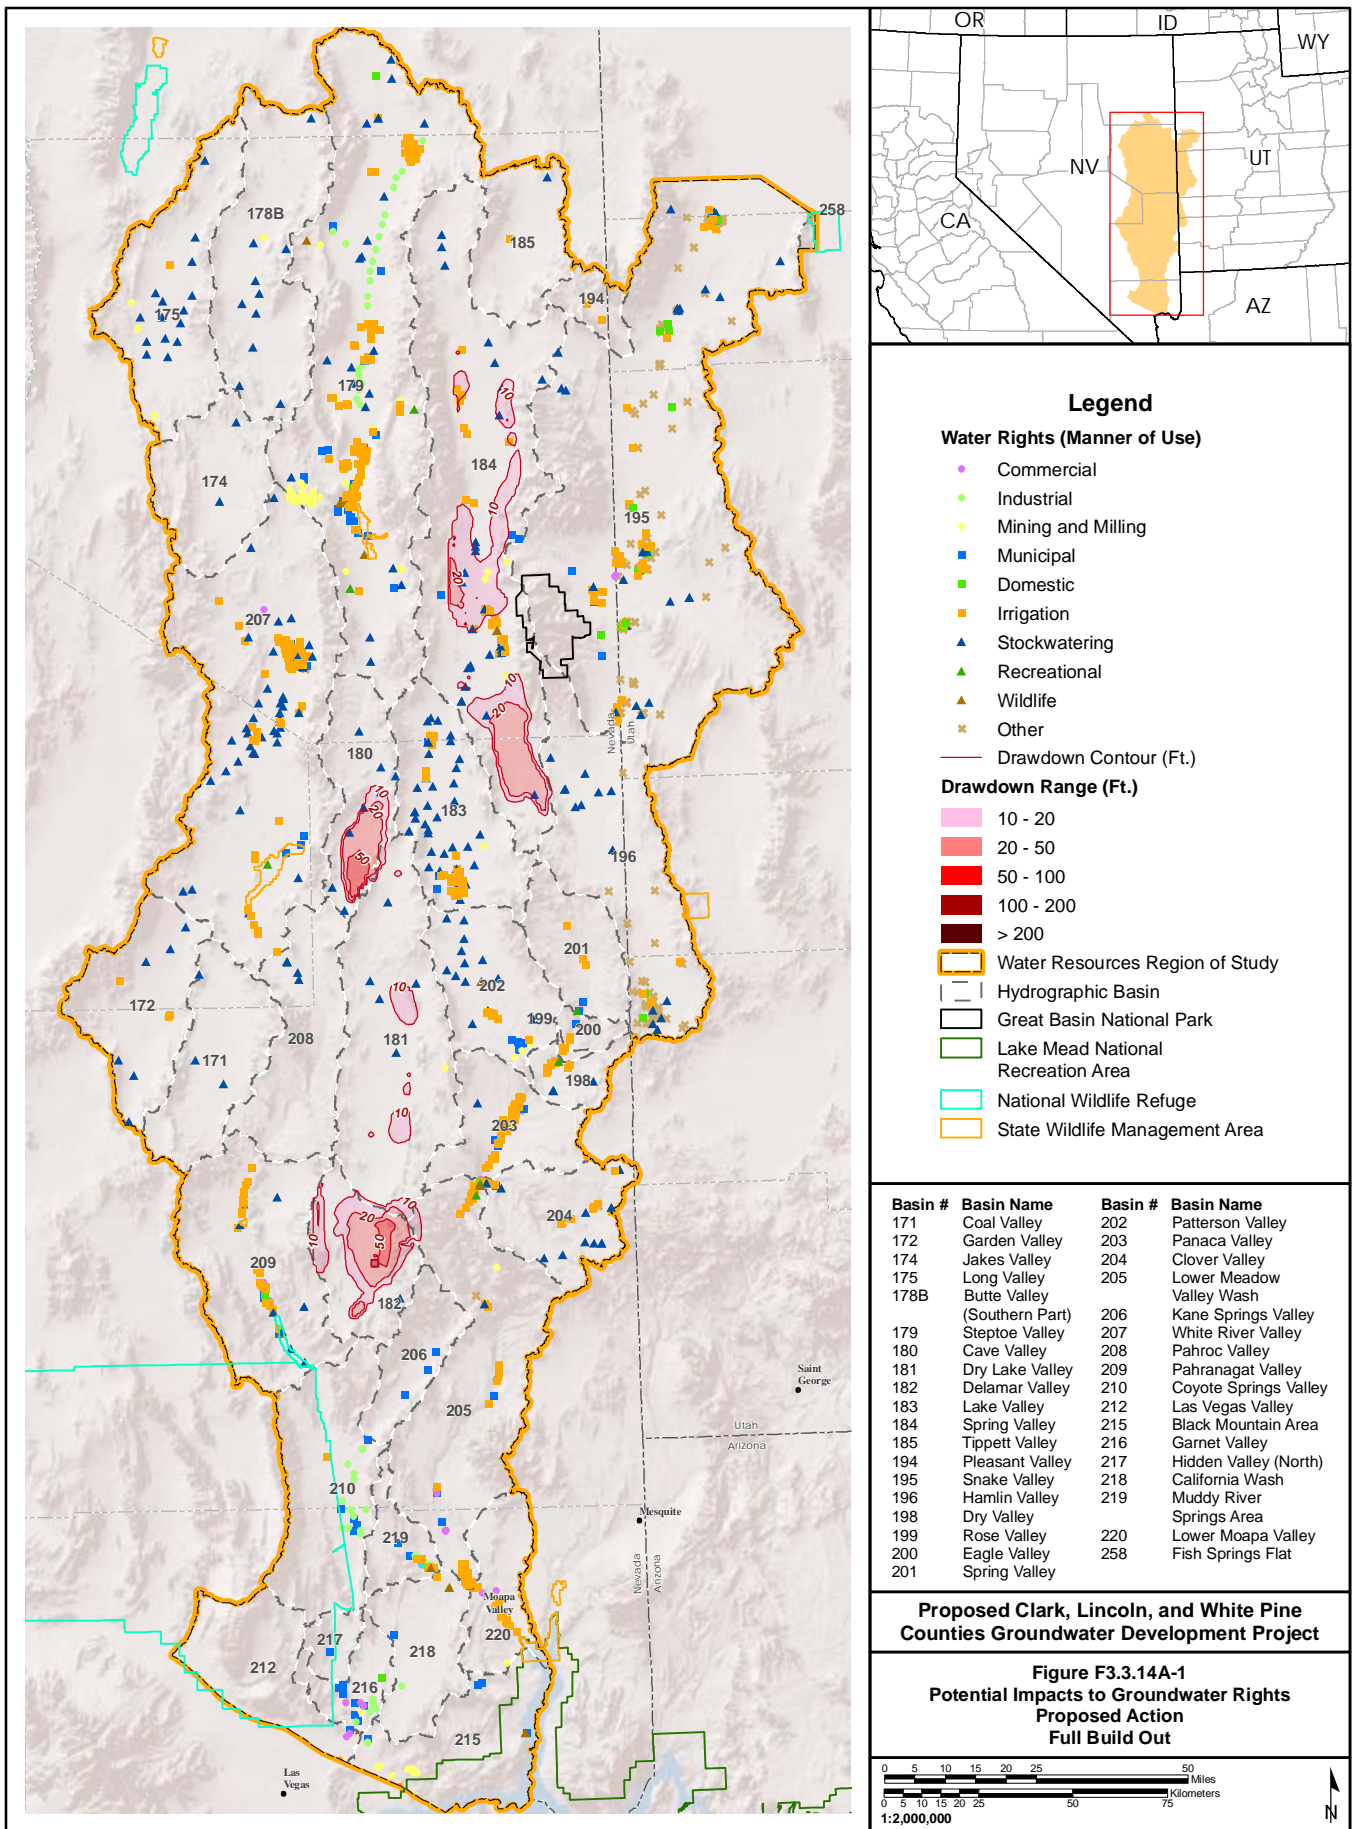 OR
ID
WY
NV
UT
CA
AZ
258
178B
185
194
175
179
10
184
174
10
195
20
207
10
20
Nevada
Utah
180
10
20
183
50
196
201
202
10
172
199
200
208
181
171
198
10
203
10
20
10
50
204
209
182
206
Saint
George
205
Utah
Arizona
210
Mesquite
219
Nevada
Arizona
Moapa
Valley
220
217
218
212
216
215
Las
Vegas
Legend
Water Rights (Manner of Use)
Commercial
Industrial
Mining and Milling
Municipal
Domestic
Irrigation
Stockwatering
Recreational
Wildlife
Other
Drawdown Contour (Ft.)
Drawdown Range (Ft.)
10 - 20
20 - 50
50 - 100
100 - 200
> 200
Water Resources Region of Study
Hydrographic Basin
Great Basin National Park
Lake Mead National
Recreation Area
National Wildlife Refuge
State Wildlife Management Area
Basin # Basin Name Basin # Basin Name
171 Coal Valley 202 Patterson Valley
172 Garden Valley 203 Panaca Valley
174 Jakes Valley 204 Clover Valley
175 Long Valley 205 Lower Meadow
178B Butte Valley Valley Wash
(Southern Part) 206 Kane Springs Valley
179 Steptoe Valley 207 White River Valley
180 Cave Valley 208 Pahroc Valley
181 Dry Lake Valley 209 Pahranagat Valley
182 Delamar Valley 210 Coyote Springs Valley
183 Lake Valley 212 Las Vegas Valley
184 Spring Valley 215 Black Mountain Area
185 Tippett Valley 216 Garnet Valley
194 Pleasant Valley 217 Hidden Valley (North)
195 Snake Valley 218 California Wash
196 Hamlin Valley 219 Muddy River
198 Dry Valley Springs Area
199 Rose Valley 220 Lower Moapa Valley
200 Eagle Valley 258 Fish Springs Flat
201 Spring Valley
Proposed Clark, Lincoln, and White Pine
Counties Groundwater Development Project
Figure F3.3.14A-1
Potential Impacts to Groundwater Rights
Proposed Action
Full Build Out
0 5 10 15 20 25 50
Miles
Kilometers
0 5 10 15 20 25 50 75
1:2,000,000
N